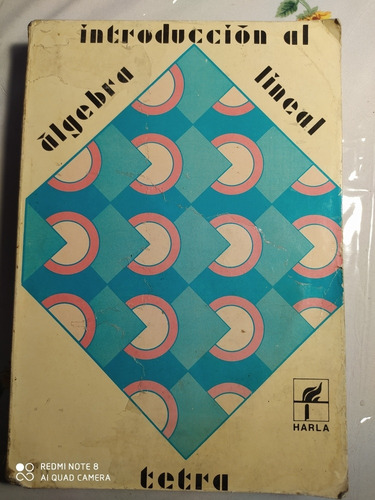 introducción al
álgebra
lineal
HARLA
tetra
REDMI NOTE 8
AI QUAD CAMERA